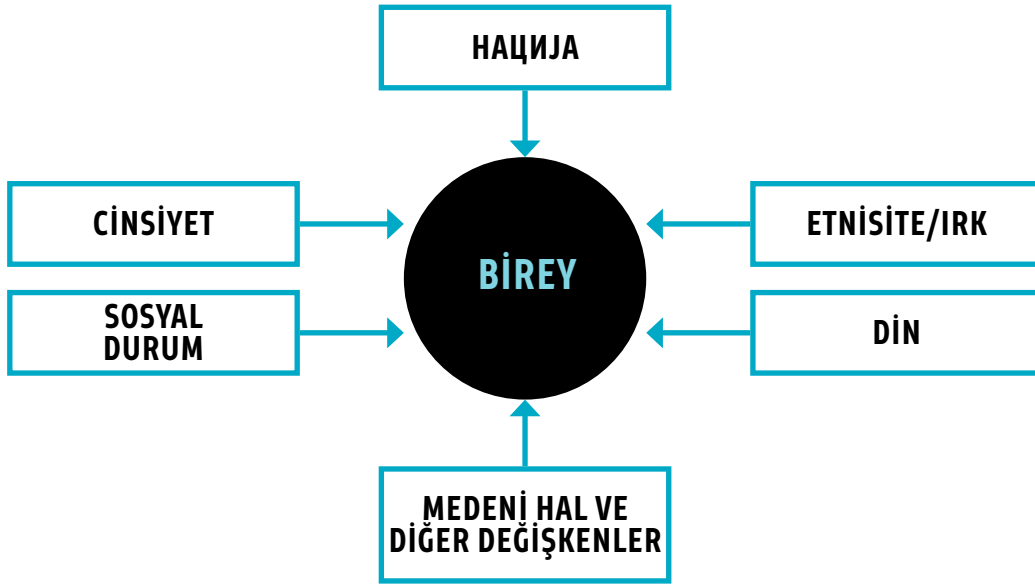 НАЦИЈА
CİNSİYET
ETNİSİTE/IRK
BİREY
SOSYAL
DURUM
DİN
MEDENİ HAL VE
DİĞER DEĞİŞKENLER